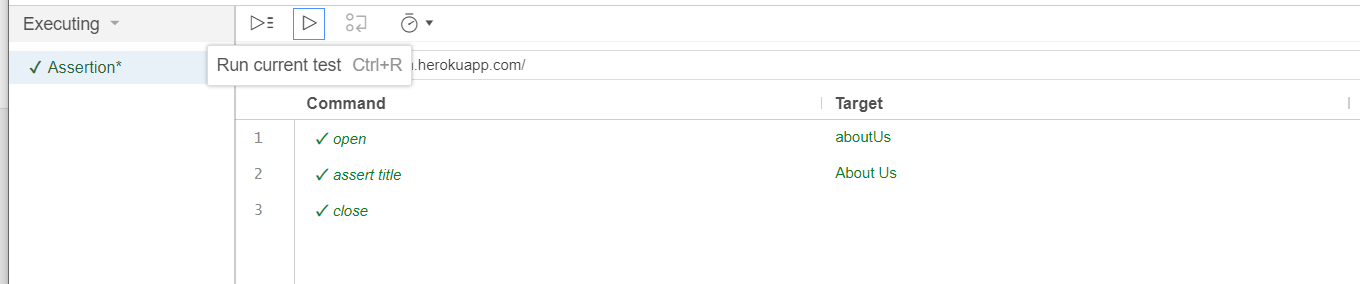 Executing
✓ Assertion*
Run current test Ctrl+R
.herokuapp.com/
Command Target
1 ✓ open aboutUs
2 ✓ assert title About Us
3 ✓ close